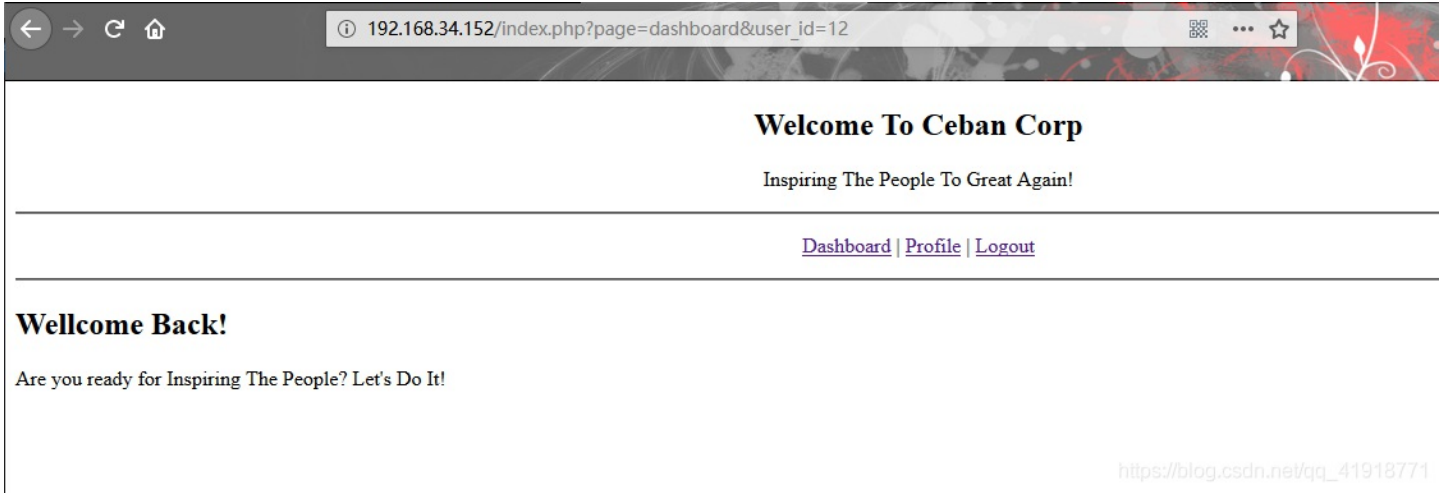 192.168.34.152/index.php?page=dashboard&user_id=12
Welcome To Ceban Corp
Inspiring The People To Great Again!
Dashboard | Profile | Logout
Wellcome Back!
Are you ready for Inspiring The People? Let's Do It!
https://blog.csdn.net/qq_41918771